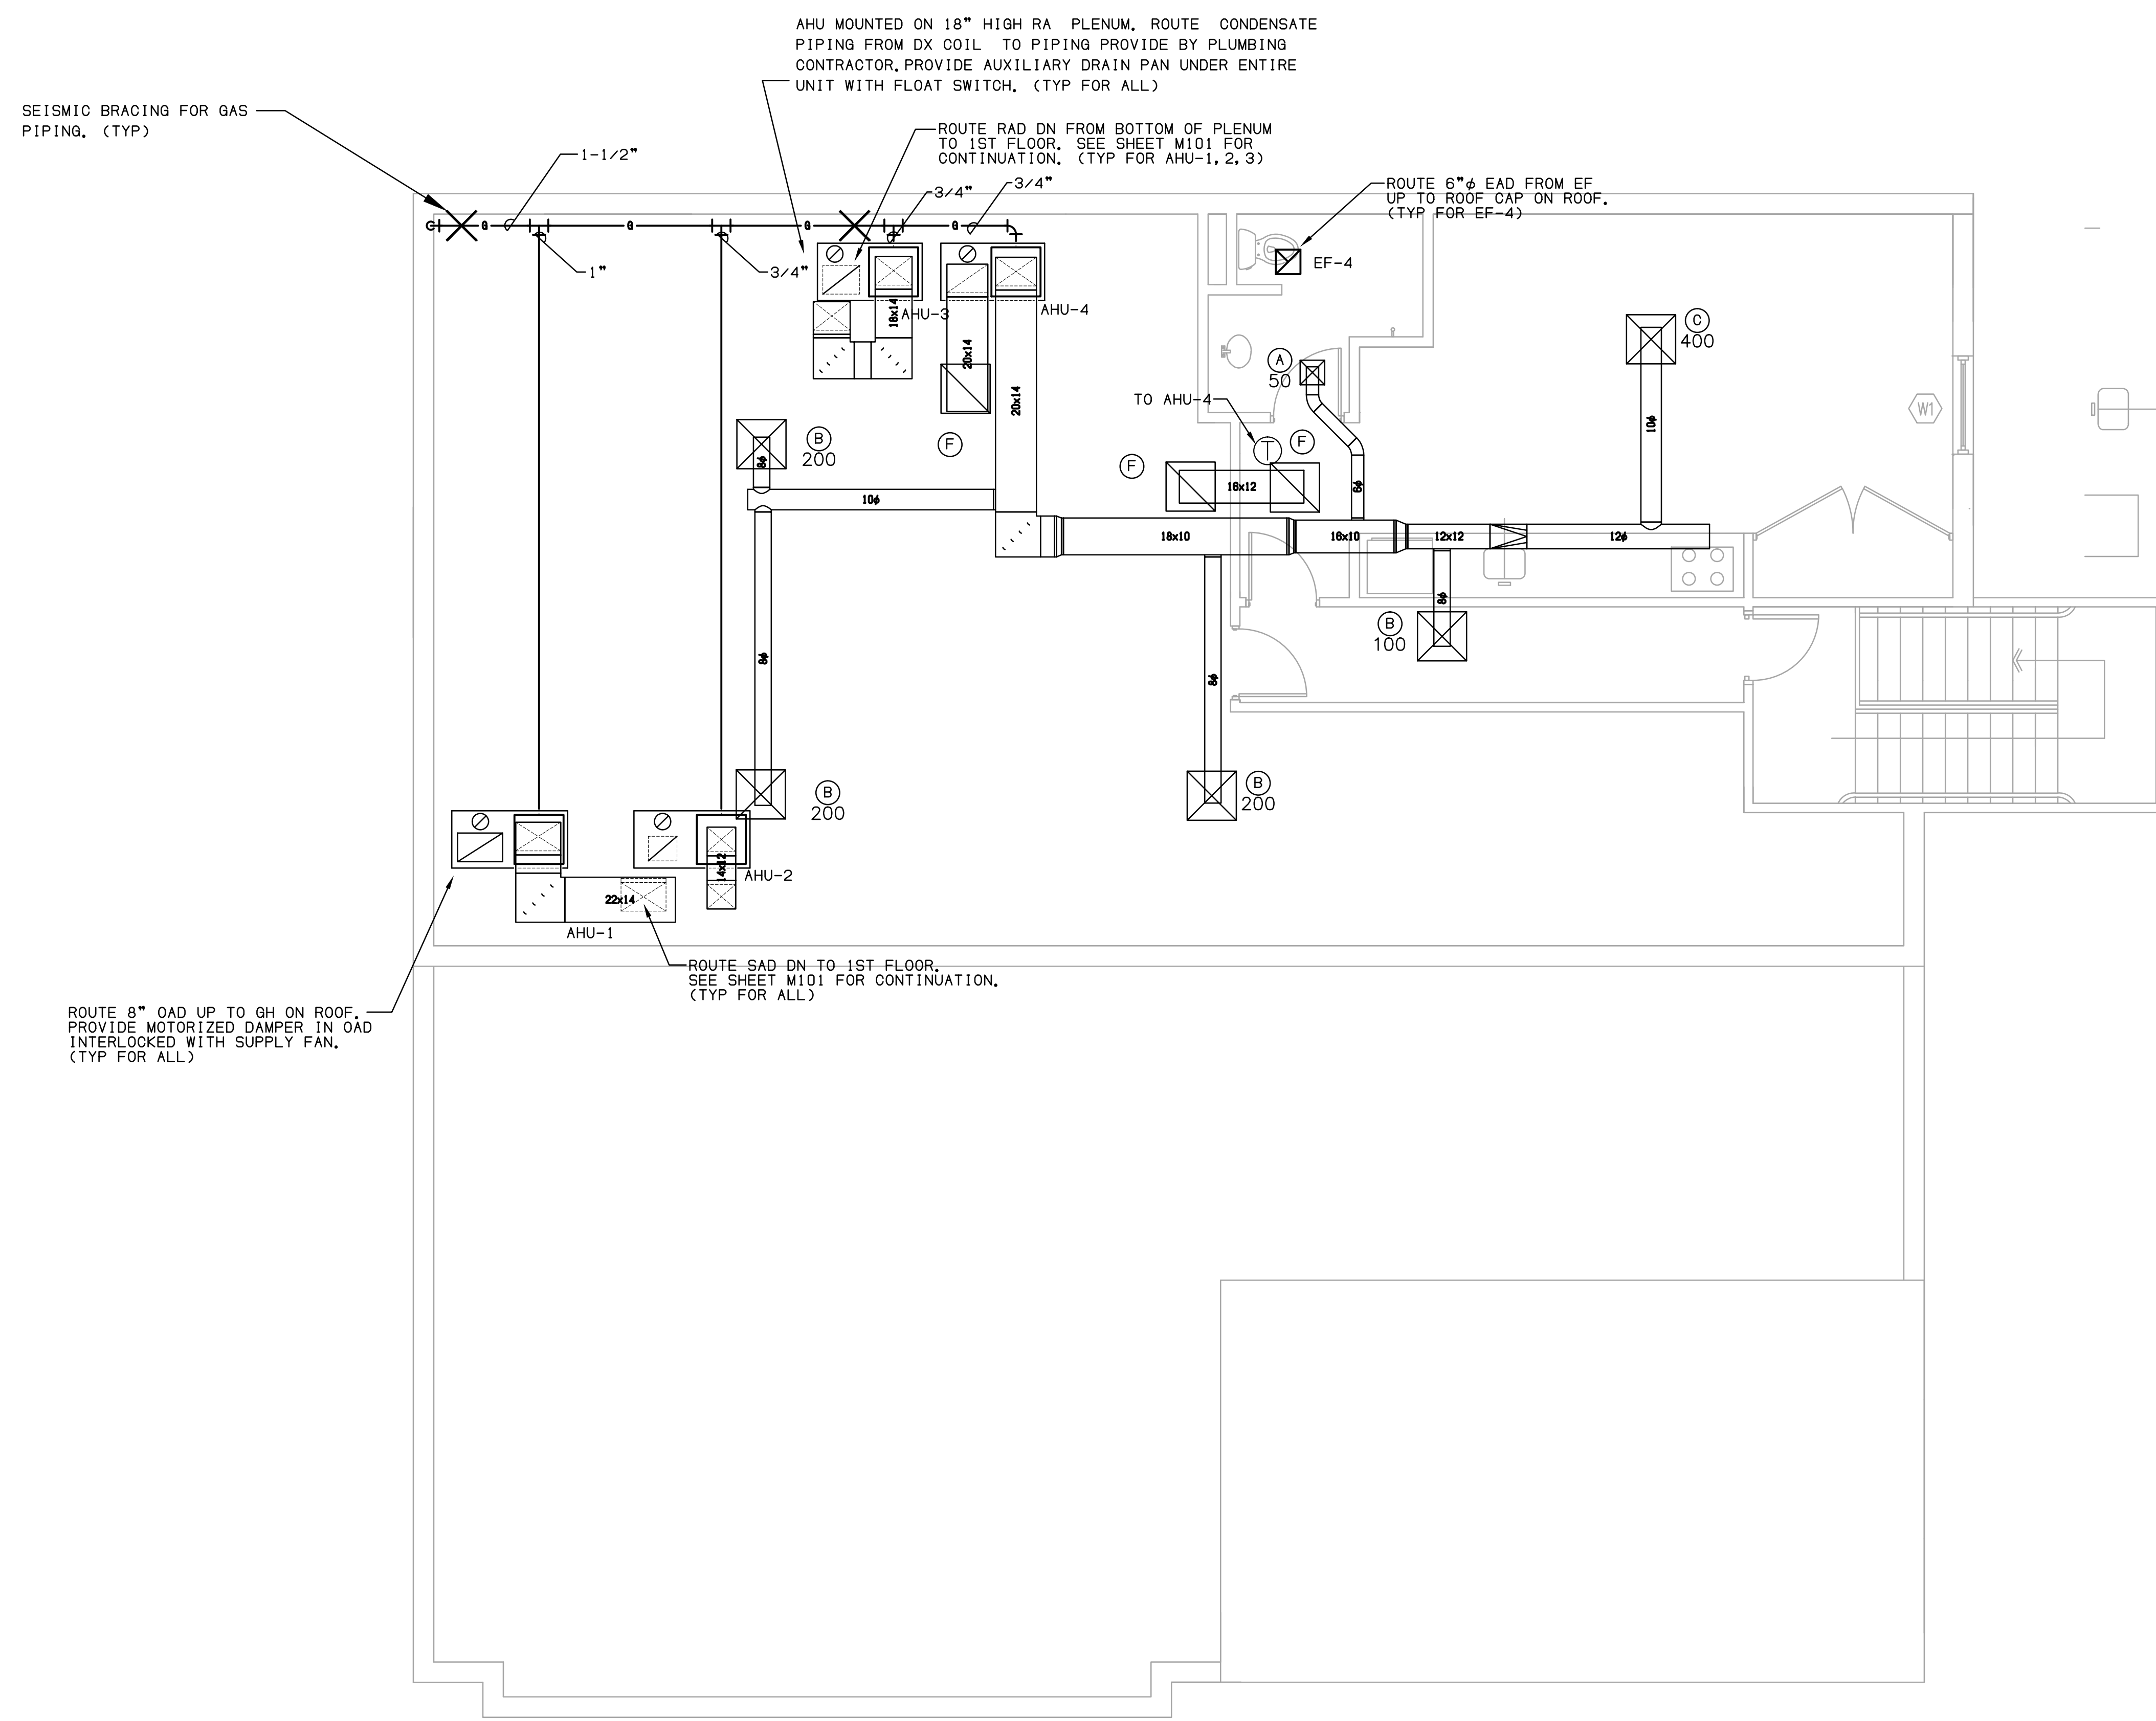 AHU MOUNTED ON 18" HIGH RA PLENUM. ROUTE CONDENSATE
PIPING FROM DX COIL TO PIPING PROVIDE BY PLUMBING
CONTRACTOR. PROVIDE AUXILIARY DRAIN PAN UNDER ENTIRE
UNIT WITH FLOAT SWITCH. (TYP FOR ALL)
SEISMIC BRACING FOR GAS
PIPING. (TYP)
1-1/2"
ROUTE RAD DN FROM BOTTOM OF PLENUM
TO 1ST FLOOR. SEE SHEET M101 FOR
CONTINUATION. (TYP FOR AHU-1,2,3)
3/4"
3/4"
ROUTE 6"ϕ EAD FROM EF
UP TO ROOF CAP ON ROOF.
(TYP FOR EF-4)
G
G
G
G
G
1"
3/4"
EF-4
AHU-3
AHU-4
18x14
20x14
20x14
A
50
C
400
TO AHU-4
T
W1
10ϕ
B
200
8ϕ
F
F
F
10ϕ
16x12
6ϕ
18x10
16x10
12x12
12ϕ
8ϕ
B
100
8ϕ
8ϕ
B
200
B
200
14x12
AHU-2
22x14
AHU-1
ROUTE SAD DN TO 1ST FLOOR.
SEE SHEET M101 FOR CONTINUATION.
(TYP FOR ALL)
ROUTE 8" OAD UP TO GH ON ROOF.
PROVIDE MOTORIZED DAMPER IN OAD
INTERLOCKED WITH SUPPLY FAN.
(TYP FOR ALL)